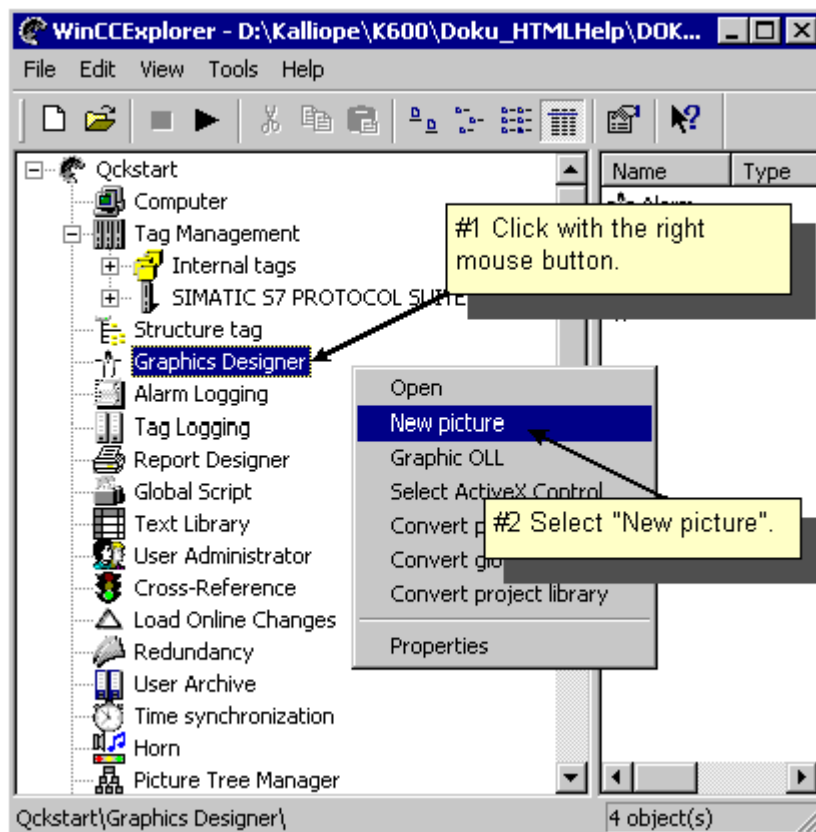 WinCCExplorer - D:\Kalliope\K600\Doku_HTMLHelp\DOK...
File Edit View Tools Help
Qckstart
Name Type
Computer
Alarm
Tag Management
#1 Click with the right
mouse button.
Internal tags
SIMATIC S7 PROTOCOL SUITE
Structure tag
Graphics Designer
Alarm Logging
Tag Logging
Report Designer
Global Script
Text Library
User Administrator
Cross-Reference
Load Online Changes
Redundancy
User Archive
Time synchronization
Horn
Picture Tree Manager
Open
New picture
Graphic OLL
Select ActiveX Control
#2 Select "New picture".
Convert p
Convert glo
Convert project library
Properties
Qckstart\Graphics Designer\
4 object(s)